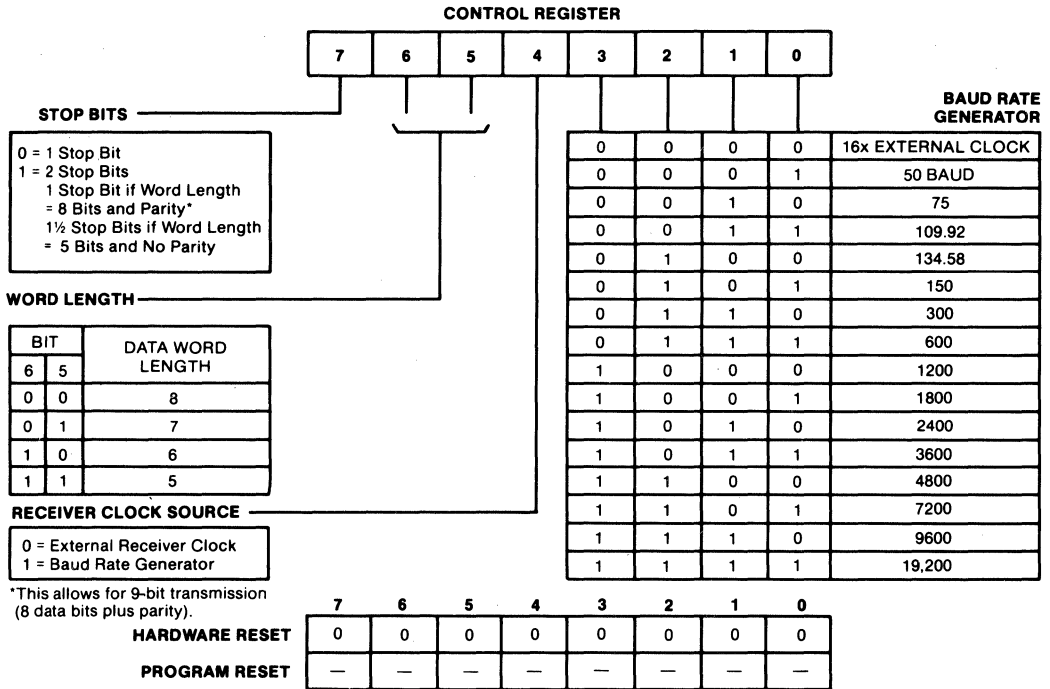 CONTROL REGISTER
7 6 5 4 3 2 1 0
STOP BITS
0 = 1 Stop Bit
1 = 2 Stop Bits
1 Stop Bit if Word Length
= 8 Bits and Parity*
1½ Stop Bits if Word Length
= 5 Bits and No Parity
WORD LENGTH
BIT DATA WORD
6 5 LENGTH
0 0 8
0 1 7
1 0 6
1 1 5
RECEIVER CLOCK SOURCE
0 = External Receiver Clock
1 = Baud Rate Generator
*This allows for 9-bit transmission
(8 data bits plus parity).
BAUD RATE
GENERATOR
0 0 0 0 16x EXTERNAL CLOCK
0 0 0 1 50 BAUD
0 0 1 0 75
0 0 1 1 109.92
0 1 0 0 134.58
0 1 0 1 150
0 1 1 0 300
0 1 1 1 600
1 0 0 0 1200
1 0 0 1 1800
1 0 1 0 2400
1 0 1 1 3600
1 1 0 0 4800
1 1 0 1 7200
1 1 1 0 9600
1 1 1 1 19,200
7 6 5 4 3 2 1 0
HARDWARE RESET 0 0 0 0 0 0 0 0
PROGRAM RESET — — — — — — — —